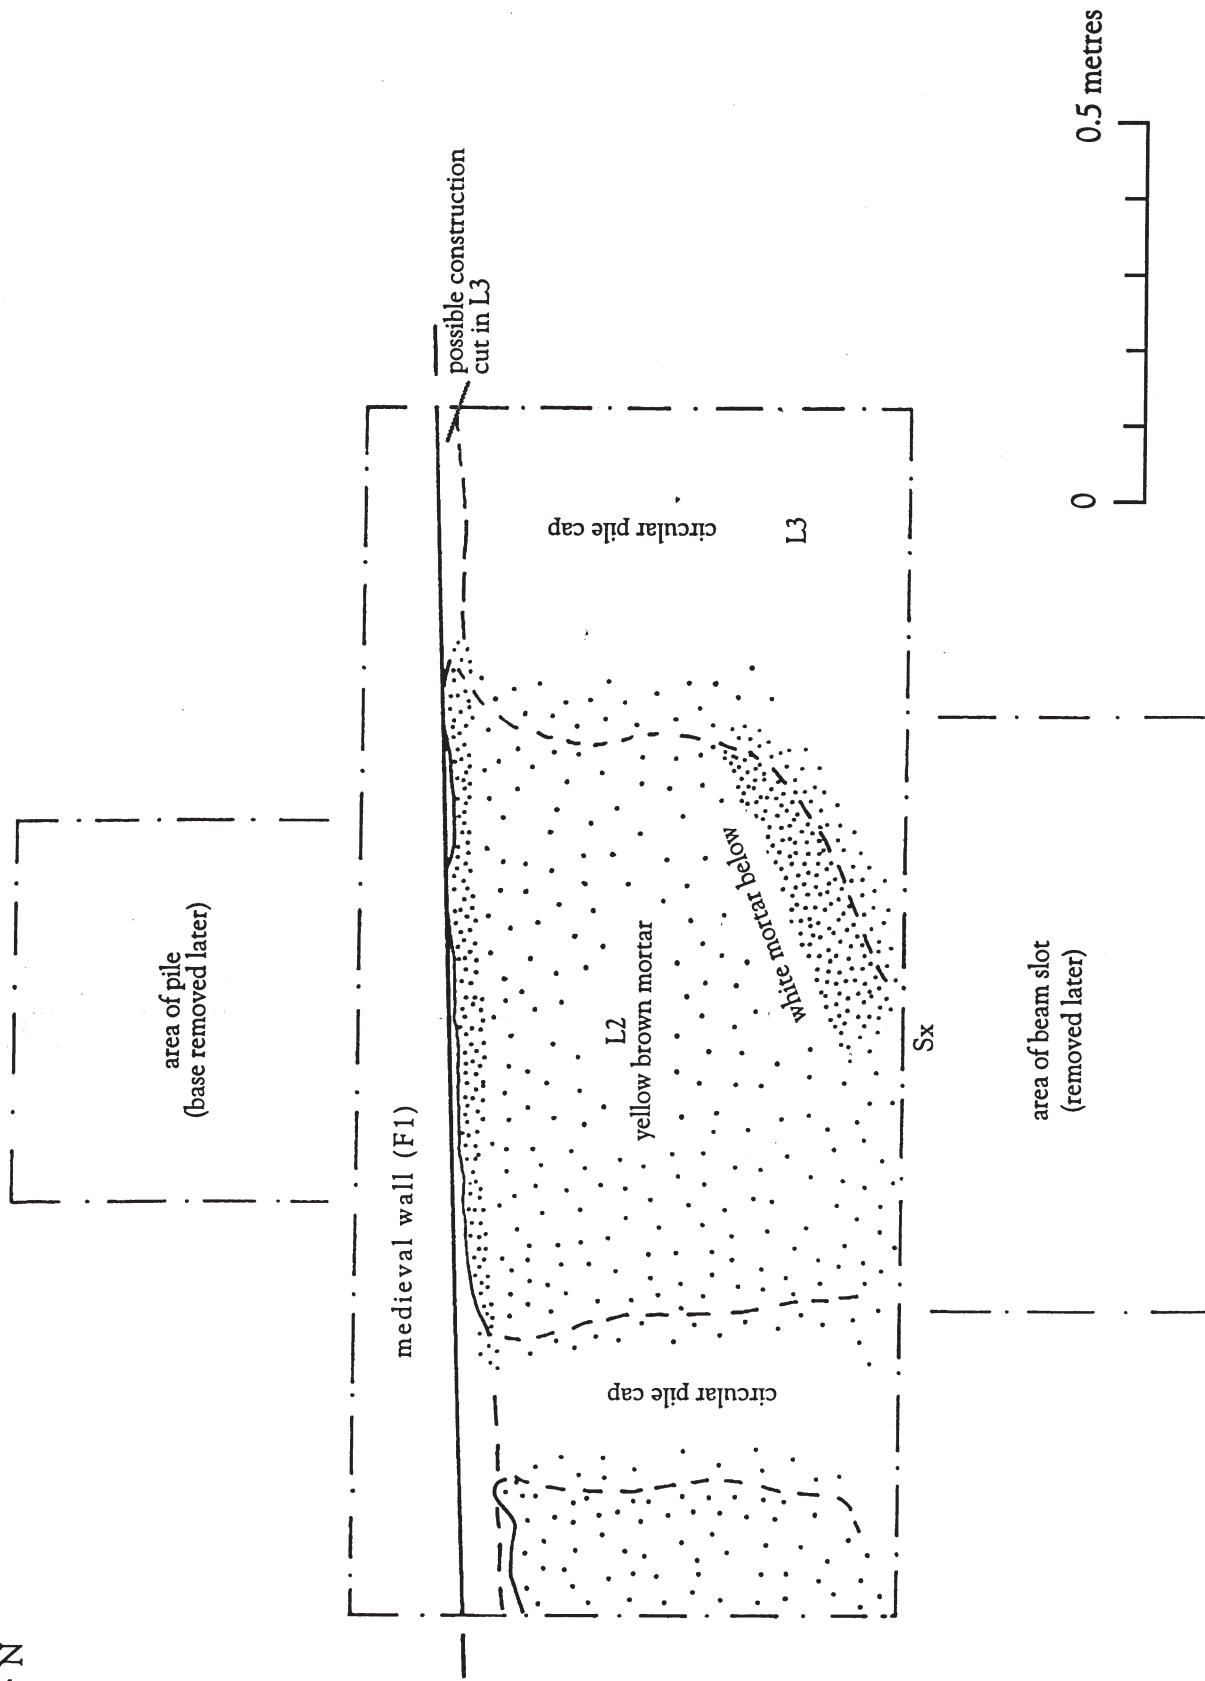 area of pile
(base removed later)
medieval wall (F1)
possible construction
cut in L3
circular pile cap
L3
L2
yellow brown mortar
white mortar below
circular pile cap
Sx
area of beam slot
(removed later)
0
0.5 metres
N